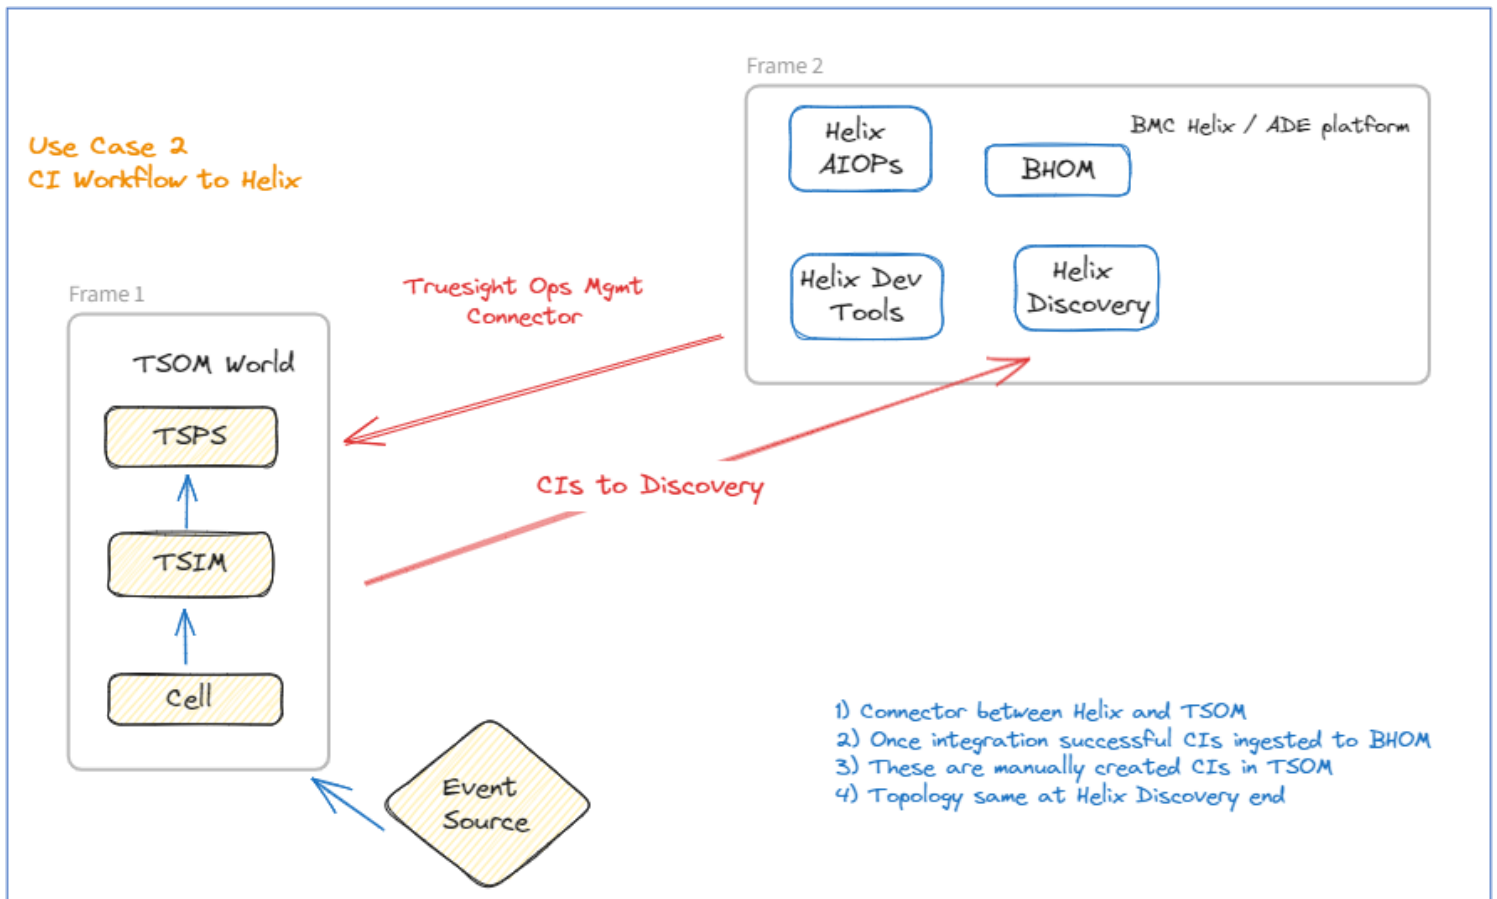 Frame 2
Helix
AIOPs
BHOM
BMC Helix / ADE platform
Use Case 2
CI Workflow to Helix
Helix Dev
Tools
Helix
Discovery
Truesight Ops Mgmt
Connector
Frame 1
TSOM World
TSPS
CIs to Discovery
TSIM
Cell
Event
Source
1) Connector between Helix and TSOM
2) Once integration successful CIs ingested to BHOM
3) These are manually created CIs in TSOM
4) Topology same at Helix Discovery end